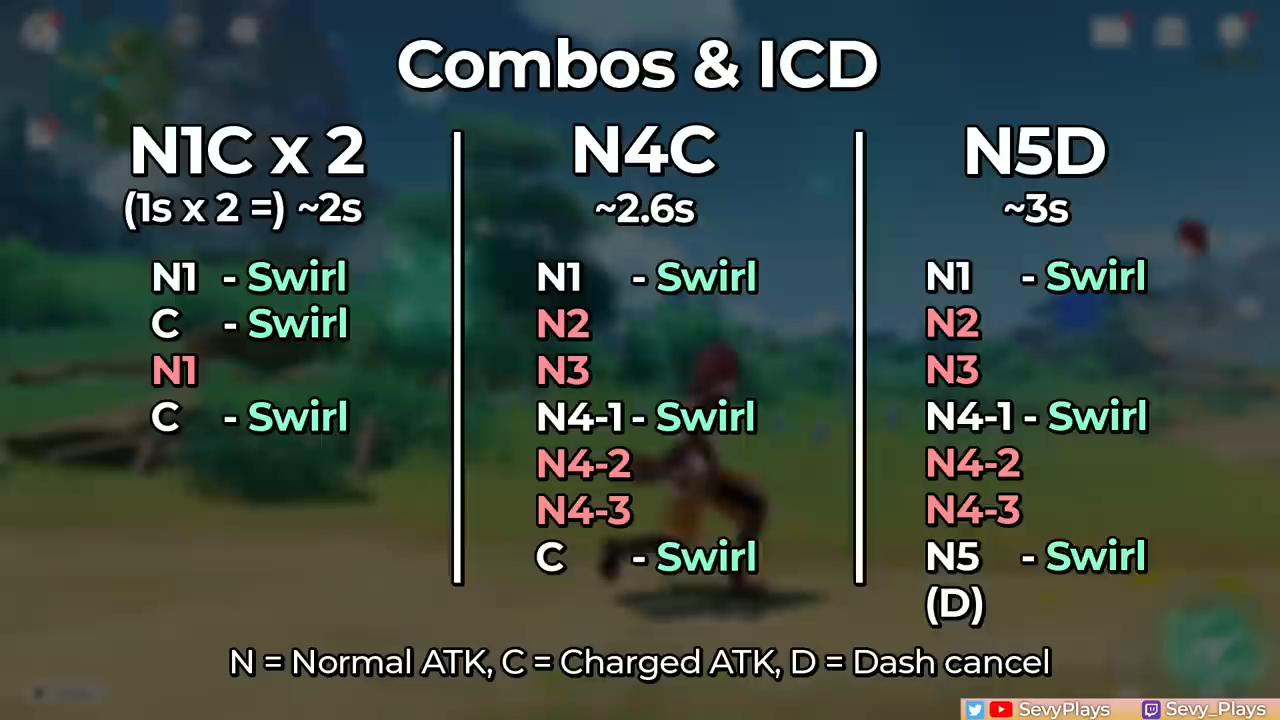 Combos & ICD
N1C x 2
(1s x 2 =) ~2s
N1 - Swirl
C - Swirl
N1
C - Swirl
N4C
~2.6s
N1 - Swirl
N2
N3
N4-1 - Swirl
N4-2
N4-3
C - Swirl
N5D
~3s
N1 - Swirl
N2
N3
N4-1 - Swirl
N4-2
N4-3
N5 - Swirl
(D)
N = Normal ATK, C = Charged ATK, D = Dash cancel
SevyPlays Sevy_Plays